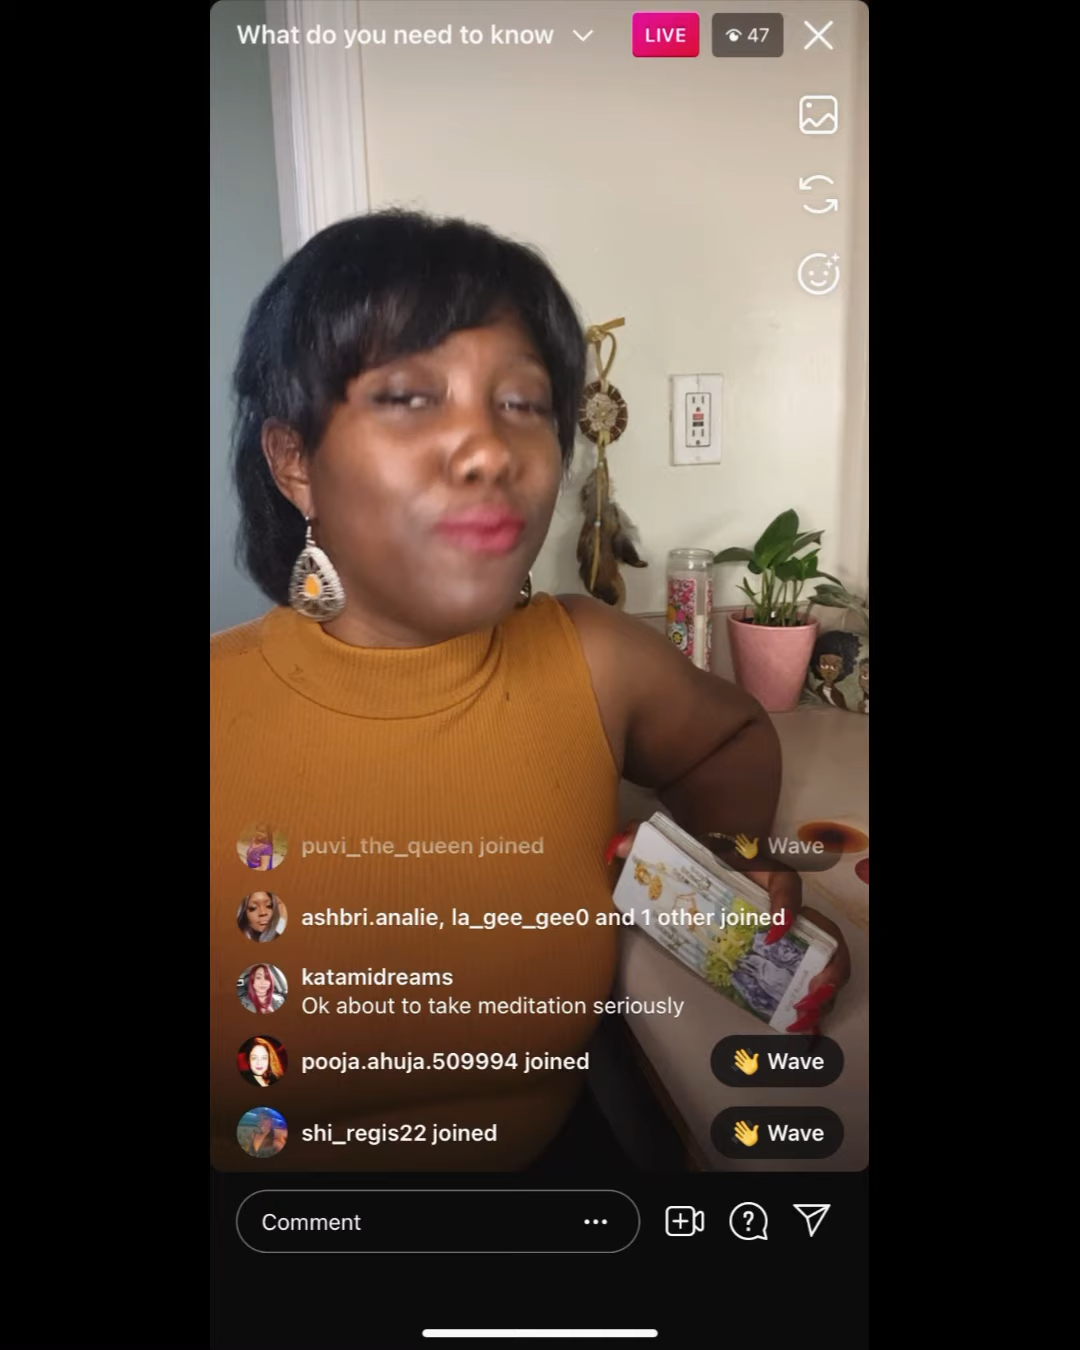 What do you need to know
LIVE
47
puvi_the_queen joined
Wave
ashbri.analie, la_gee_gee0 and 1 other joined
katamidreams
Ok about to take meditation seriously
pooja.ahuja.509994 joined
Wave
shi_regis22 joined
Wave
Comment